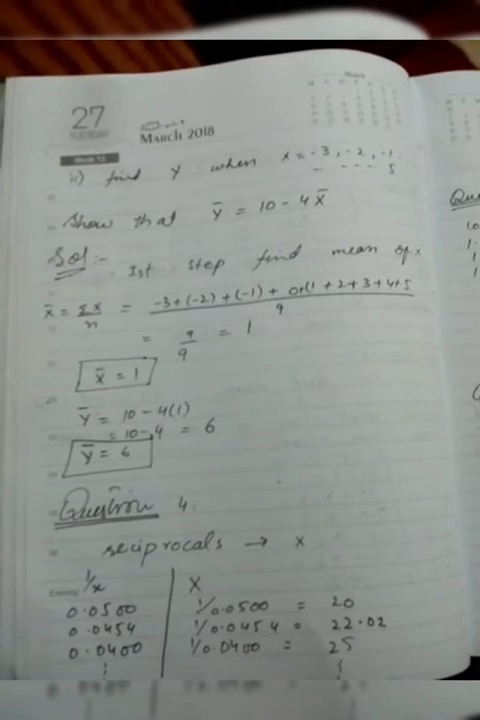 27
TUESDAY
MARCH 2018
Week 13
ii) find Y when X = -3, -2, -1
- - - - 5
Show that Ȳ = 10 - 4X̄
Sol:-
1st step find mean of x
X̄ = Σx/n = -3+(-2)+(-1)+0+(1+2+3+4+5/9
= 9/9 = 1
X̄ = 1
Ȳ = 10 - 4(1)
= 10 - 4 = 6
Ȳ = 6
Question 4.
reciprocals → x
1/x X
0.0500 1/0.0500 = 20
0.0454 1/0.0454 = 22.02
0.0400 1/0.0400 = 25